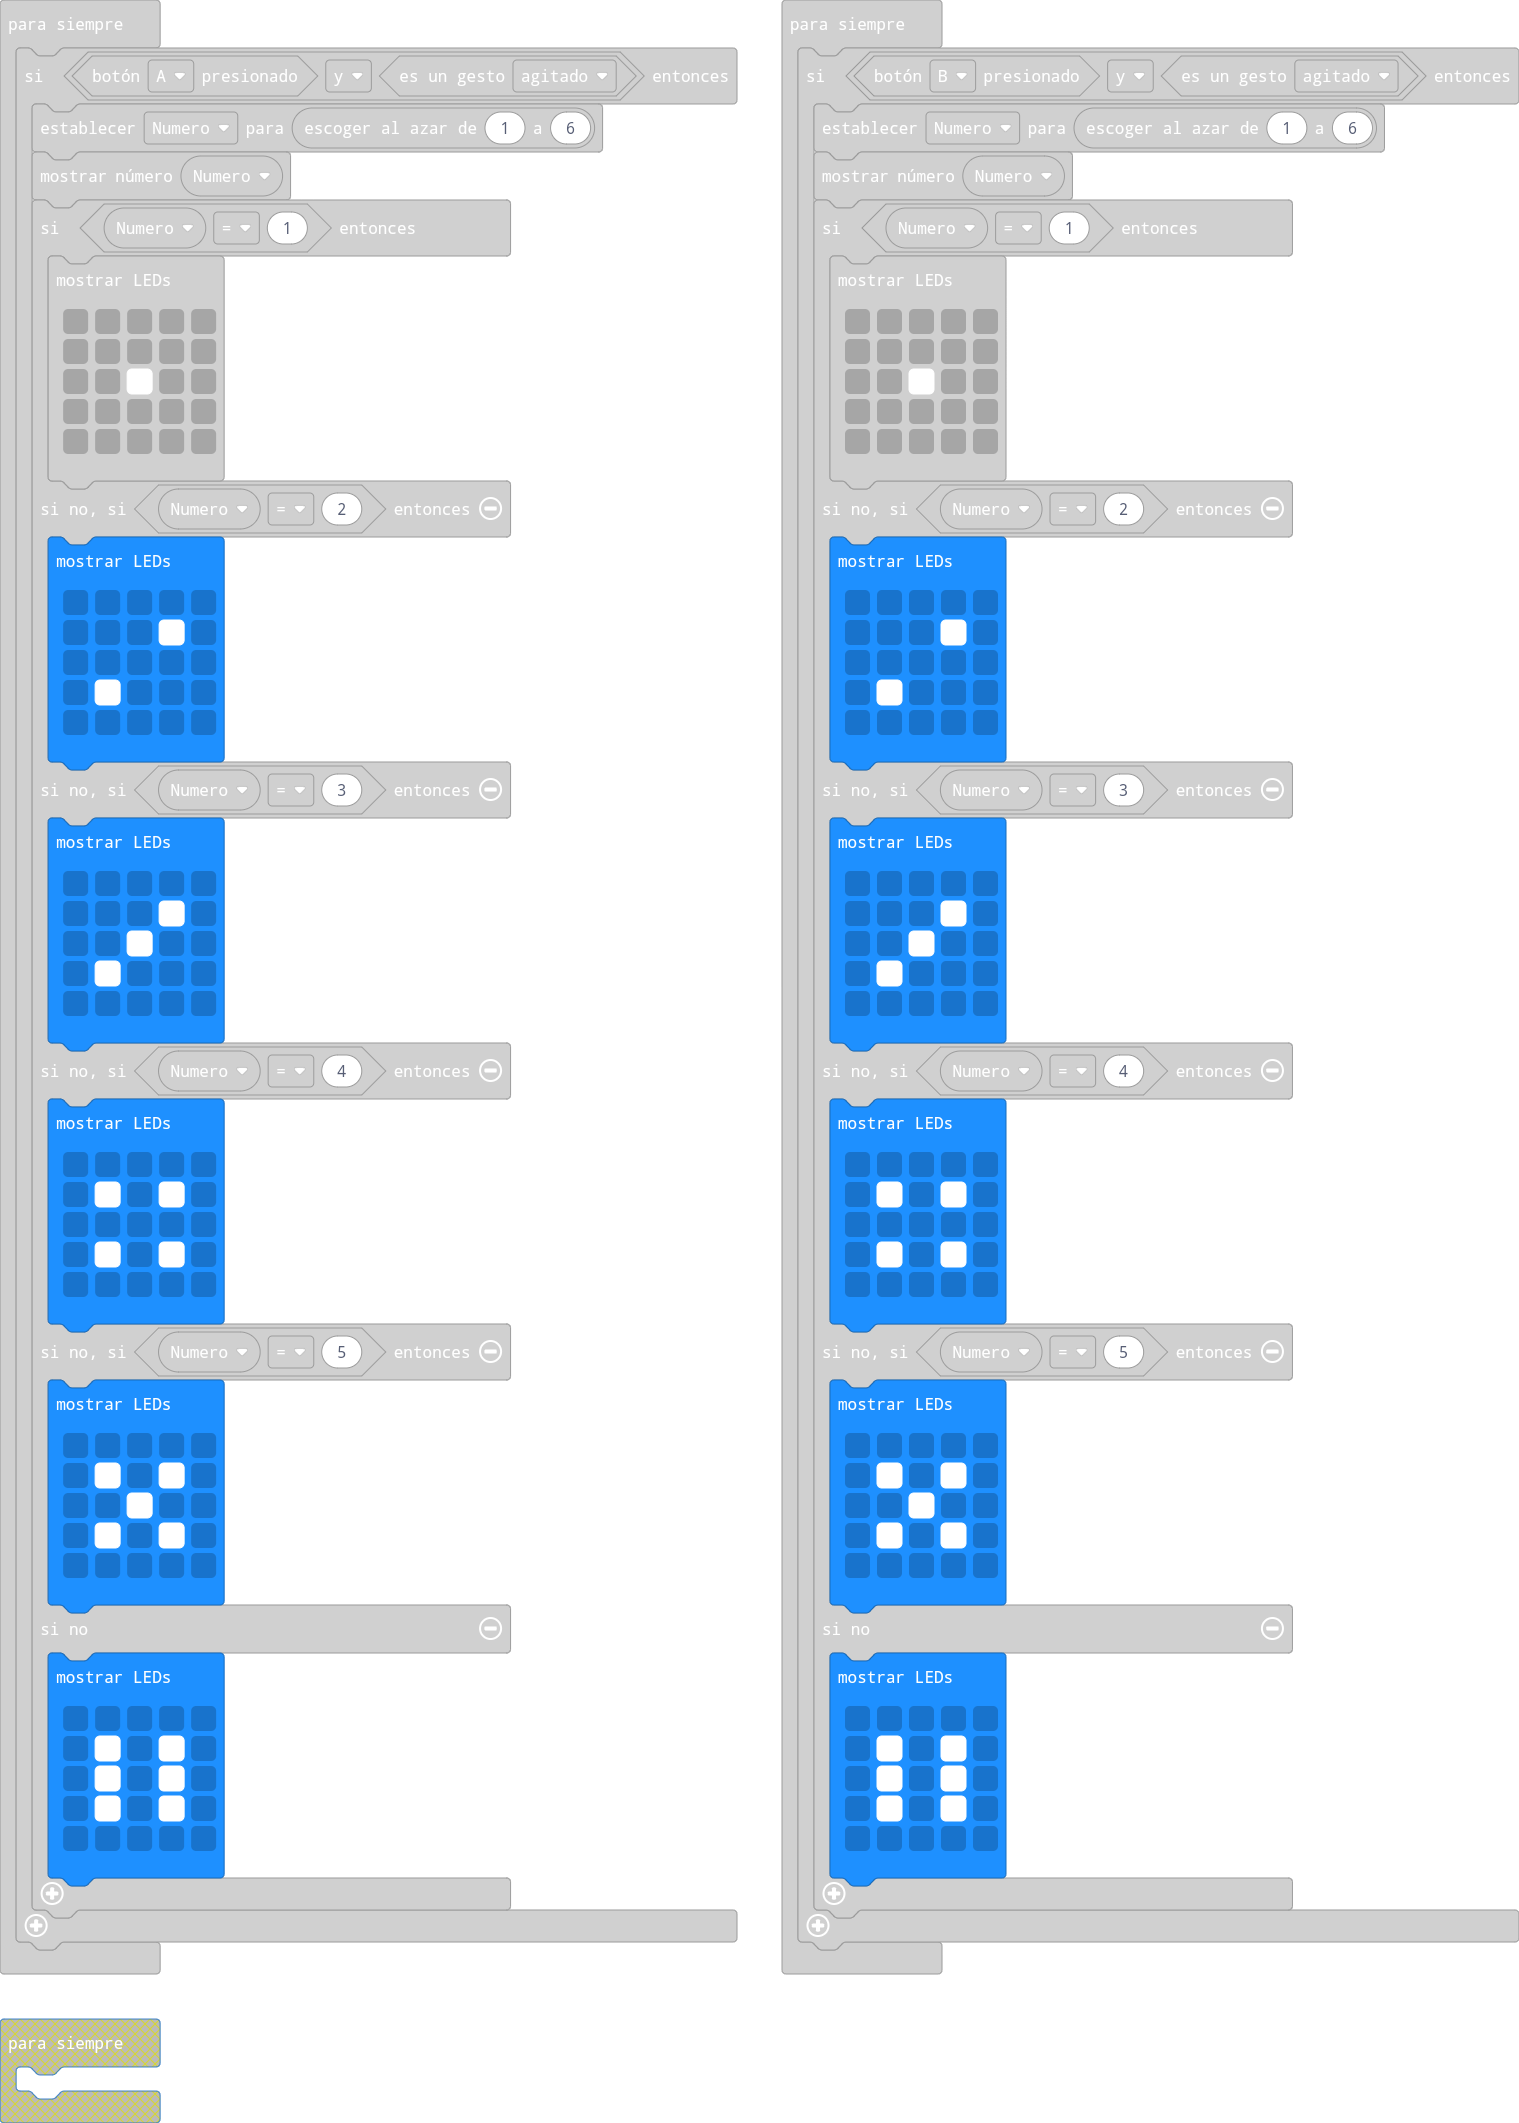 para siempre
si botón A presionado y es un gesto agitado entonces
establecer Numero para escoger al azar de 1 a 6
mostrar número Numero
si Numero = 1 entonces
mostrar LEDs
si no, si Numero = 2 entonces
mostrar LEDs
si no, si Numero = 3 entonces
mostrar LEDs
si no, si Numero = 4 entonces
mostrar LEDs
si no, si Numero = 5 entonces
mostrar LEDs
si no
mostrar LEDs
para siempre
si botón B presionado y es un gesto agitado entonces
establecer Numero para escoger al azar de 1 a 6
mostrar número Numero
si Numero = 1 entonces
mostrar LEDs
si no, si Numero = 2 entonces
mostrar LEDs
si no, si Numero = 3 entonces
mostrar LEDs
si no, si Numero = 4 entonces
mostrar LEDs
si no, si Numero = 5 entonces
mostrar LEDs
si no
mostrar LEDs
para siempre